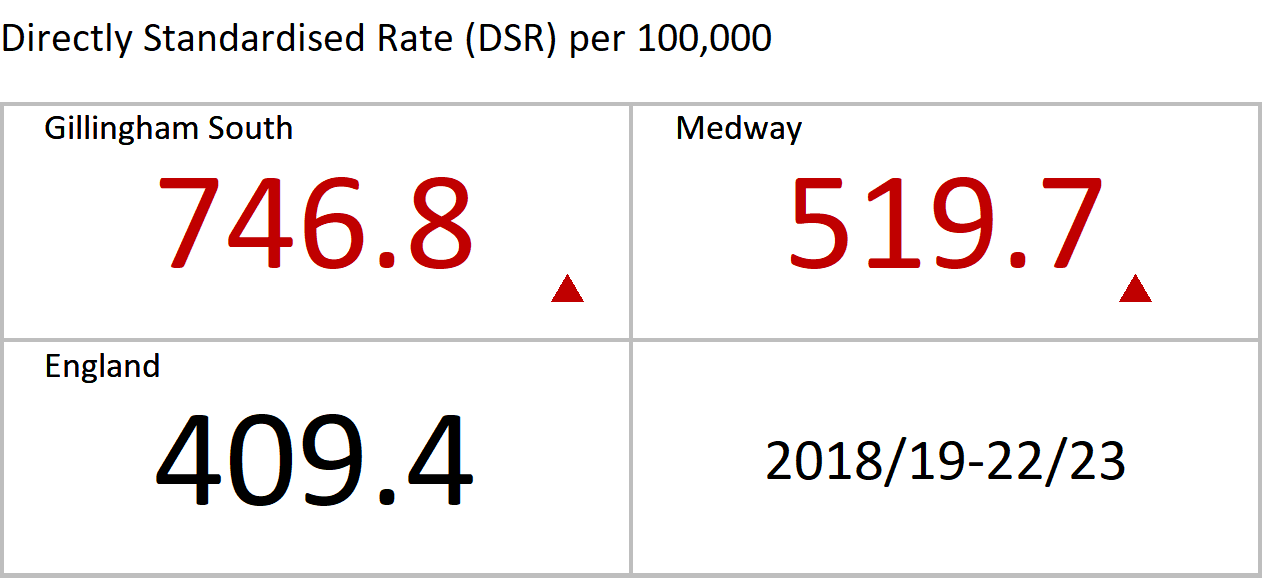 Directly Standardised Rate (DSR) per 100,000
Gillingham South
746.8
Medway
519.7
England
409.4
2018/19-22/23